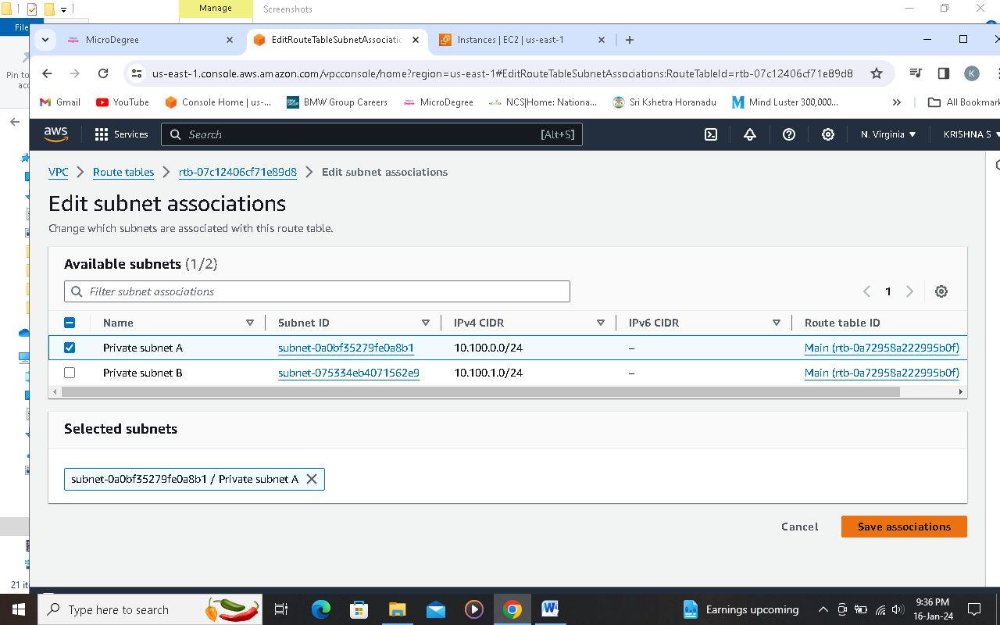 Manage
Screenshots
File
MicroDegree
EditRouteTableSubnetAssociatic
Instances | EC2 | us-east-1
Pin to
acc
us-east-1.console.aws.amazon.com/vpcconsole/home?region=us-east-1#EditRouteTableSubnetAssociations:RouteTableId=rtb-07c12406cf71e89d8
K
Gmail
YouTube
Console Home | us-...
BMW Group Careers
MicroDegree
NCS|Home: Nationa...
Sri Kshetra Horanadu
Mind Luster 300,000...
»
All Bookmark
aws
Services
Search
[Alt+S]
N. Virginia
KRISHNA S
VPC
Route tables
rtb-07c12406cf71e89d8
Edit subnet associations
Edit subnet associations
Change which subnets are associated with this route table.
Available subnets (1/2)
Filter subnet associations
1
Name
Subnet ID
IPv4 CIDR
IPv6 CIDR
Route table ID
Private subnet A
subnet-0a0bf35279fe0a8b1
10.100.0.0/24
–
Main (rtb-0a72958a222995b0f)
Private subnet B
subnet-075334eb4071562e9
10.100.1.0/24
–
Main (rtb-0a72958a222995b0f)
Selected subnets
subnet-0a0bf35279fe0a8b1 / Private subnet A
Cancel
Save associations
21 ite
Type here to search
Earnings upcoming
9:36 PM
16-Jan-24